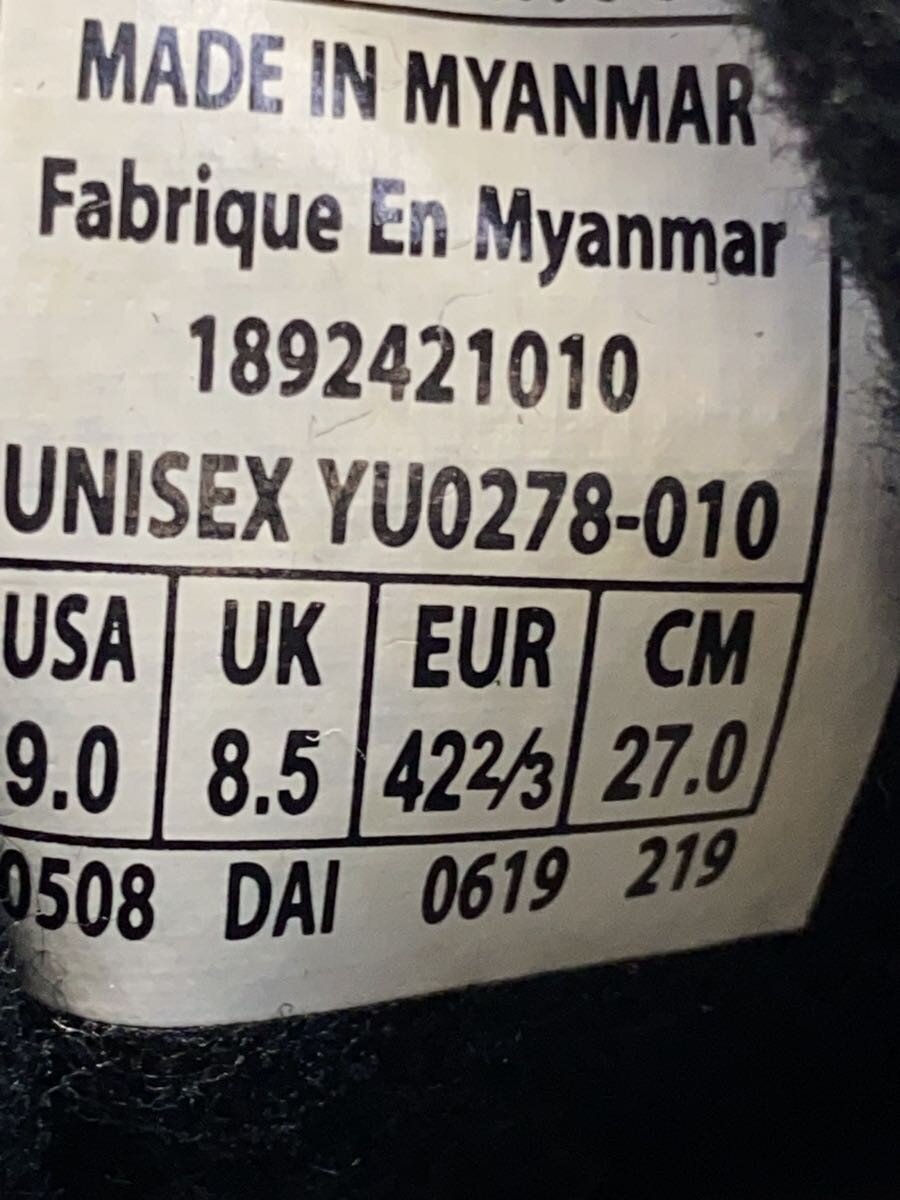 MADE IN MYANMAR
Fabrique En Myanmar
1892421010
UNISEX YU0278-010
USA UK EUR CM
9.0 8.5 422/3 27.0
0508 DAI 0619 219